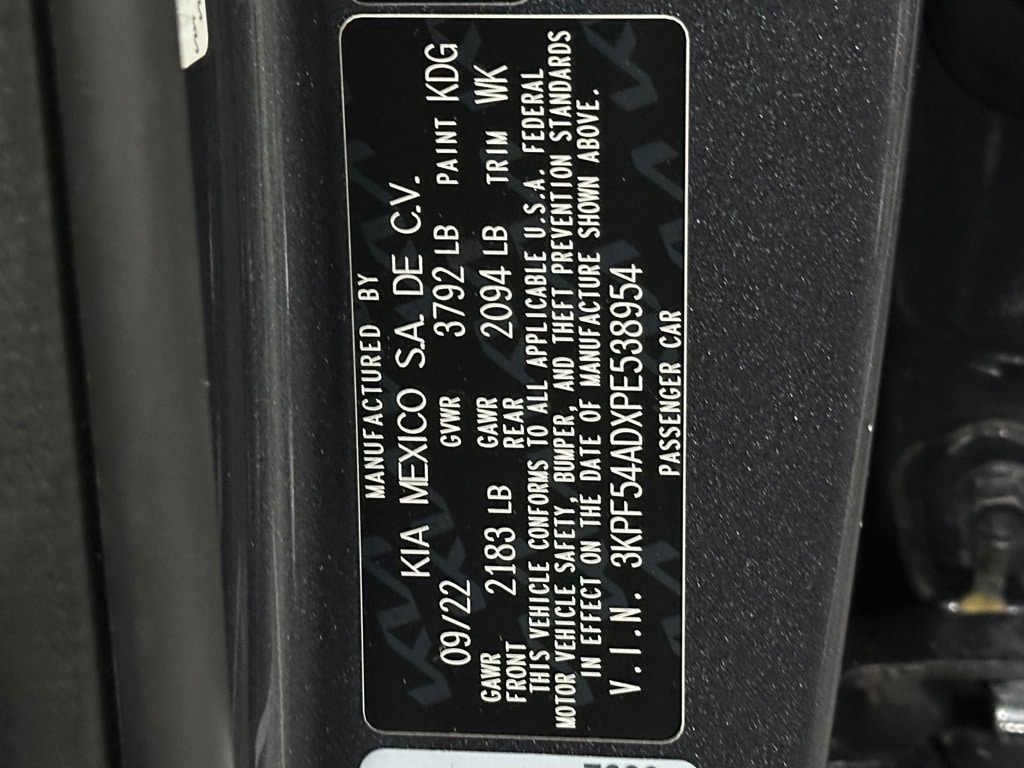 MANUFACTURED BY
KIA MEXICO S.A. DE C.V.
09/22 GVWR 3792 LB PAINT KDG
GAWR FRONT 2183 LB GAWR REAR 2094 LB TRIM WK
THIS VEHICLE CONFORMS TO ALL APPLICABLE U.S.A. FEDERAL
MOTOR VEHICLE SAFETY, BUMPER, AND THEFT PREVENTION STANDARDS
IN EFFECT ON THE DATE OF MANUFACTURE SHOWN ABOVE.
V.I.N. 3KPF54ADXPE538954
PASSENGER CAR